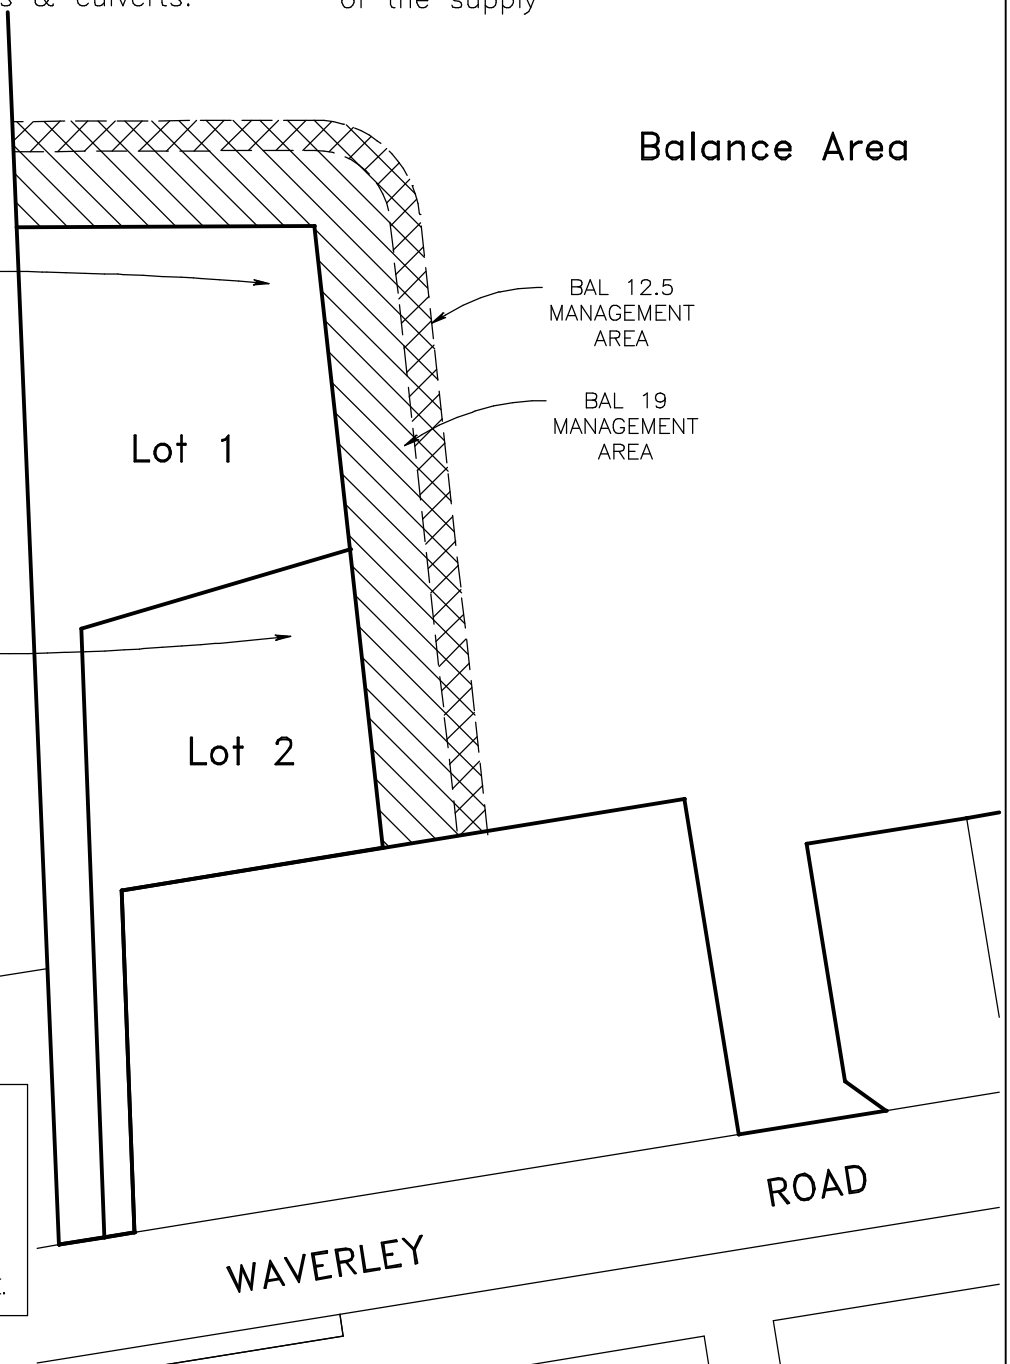 & culverts.
of the supply
Balance Area
BAL 12.5
MANAGEMENT
AREA
BAL 19
MANAGEMENT
AREA
Lot 1
Lot 2
ROAD
WAVERLEY